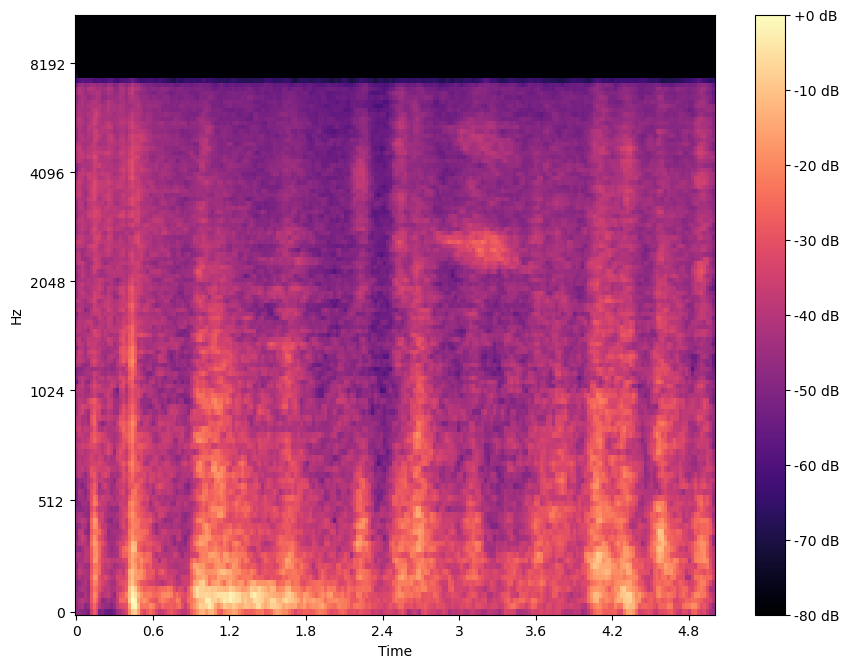 8192
4096
2048
1024
512
0
Hz
0 0.6 1.2 1.8 2.4 3 3.6 4.2 4.8
Time
+0 dB
-10 dB
-20 dB
-30 dB
-40 dB
-50 dB
-60 dB
-70 dB
-80 dB